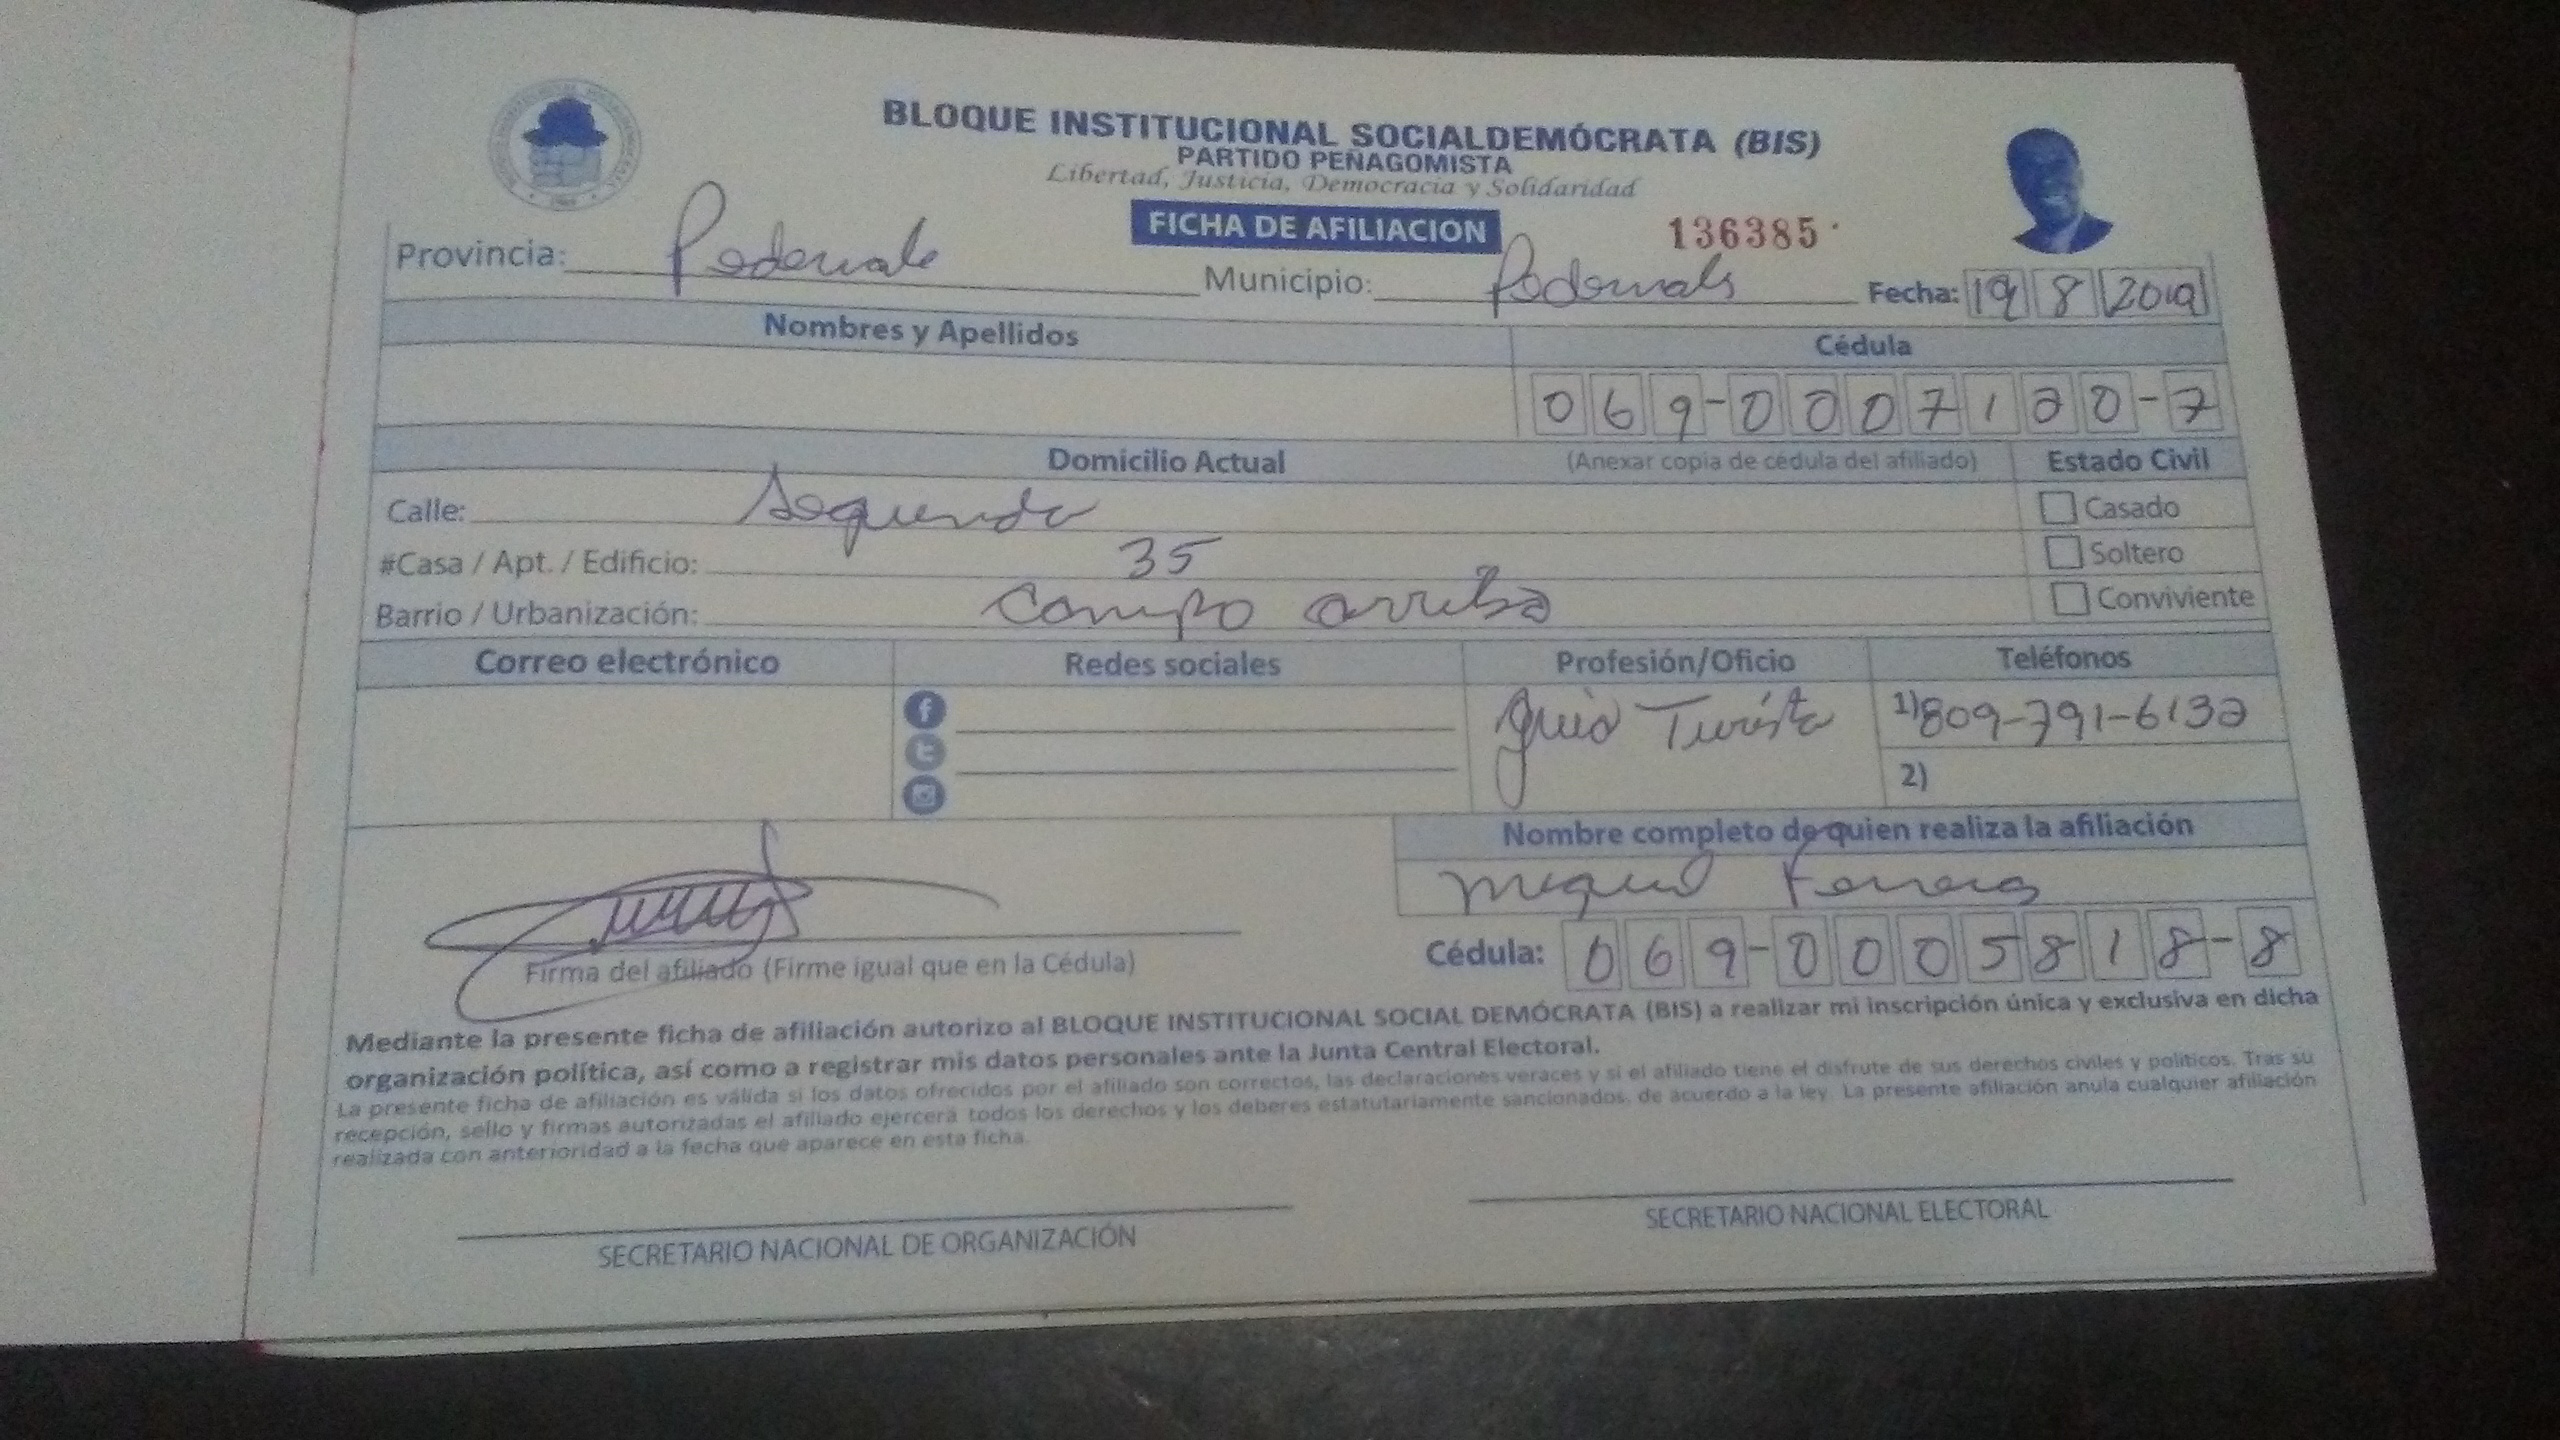 BLOQUE INSTITUCIONAL SOCIALDEMÓCRATA (BIS)
PARTIDO PEÑAGOMISTA
Libertad, Justicia, Democracia y Solidaridad
FICHA DE AFILIACION
136385
Provincia: Pedernale Municipio: Pedernals Fecha: 19 8 2019
Nombres y Apellidos Cédula
069-0007120-7
Domicilio Actual (Anexar copia de cédula del afiliado) Estado Civil
Calle: Segunda Casado
#Casa / Apt. / Edificio: 35 Soltero
Barrio / Urbanización: Campo arriba Conviviente
Correo electrónico Redes sociales Profesión/Oficio Teléfonos
Guia Turista 1) 809-791-6132
2)
Nombre completo de quien realiza la afiliación
Miguel Ferreras
Firma del afiliado (Firme igual que en la Cédula) Cédula: 069-0005818-8
Mediante la presente ficha de afiliación autorizo al BLOQUE INSTITUCIONAL SOCIAL DEMÓCRATA (BIS) a realizar mi inscripción única y exclusiva en dicha
organización política, así como a registrar mis datos personales ante la Junta Central Electoral.
La presente ficha de afiliación es válida si los datos ofrecidos por el afiliado son correctos, las declaraciones veraces y si el afiliado tiene el disfrute de sus derechos civiles y políticos. Tras su
recepción, sello y firmas autorizadas el afiliado ejercerá todos los derechos y los deberes estatutariamente sancionados, de acuerdo a la ley. La presente afiliación anula cualquier afiliación
realizada con anterioridad a la fecha que aparece en esta ficha.
SECRETARIO NACIONAL DE ORGANIZACIÓN SECRETARIO NACIONAL ELECTORAL